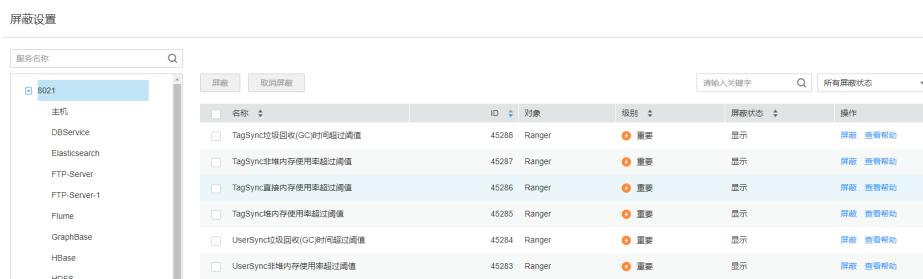 屏蔽设置
服务名称
8021
主机
DBService
Elasticsearch
FTP-Server
FTP-Server-1
Flume
GraphBase
HBase
HDFS
屏蔽 取消屏蔽 请输入关键字 所有屏蔽状态
名称 ID 对象 级别 屏蔽状态 操作
TagSync垃圾回收(GC)时间超过阈值 45288 Ranger 重要 显示 屏蔽 查看帮助
TagSync非堆内存使用率超过阈值 45287 Ranger 重要 显示 屏蔽 查看帮助
TagSync直接内存使用率超过阈值 45286 Ranger 重要 显示 屏蔽 查看帮助
TagSync堆内存使用率超过阈值 45285 Ranger 重要 显示 屏蔽 查看帮助
UserSync垃圾回收(GC)时间超过阈值 45284 Ranger 重要 显示 屏蔽 查看帮助
UserSync非堆内存使用率超过阈值 45283 Ranger 重要 显示 屏蔽 查看帮助